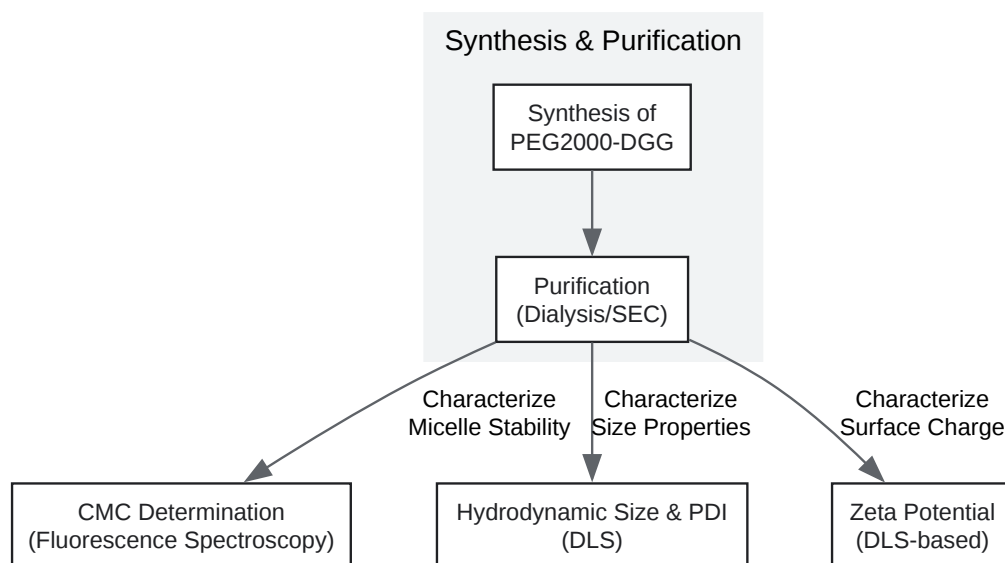 Synthesis & Purification
Synthesis of
PEG2000-DGG
Purification
(Dialysis/SEC)
Characterize
Micelle Stability
Characterize
Size Properties
Characterize
Surface Charge
CMC Determination
(Fluorescence Spectroscopy)
Hydrodynamic Size & PDI
(DLS)
Zeta Potential
(DLS-based)